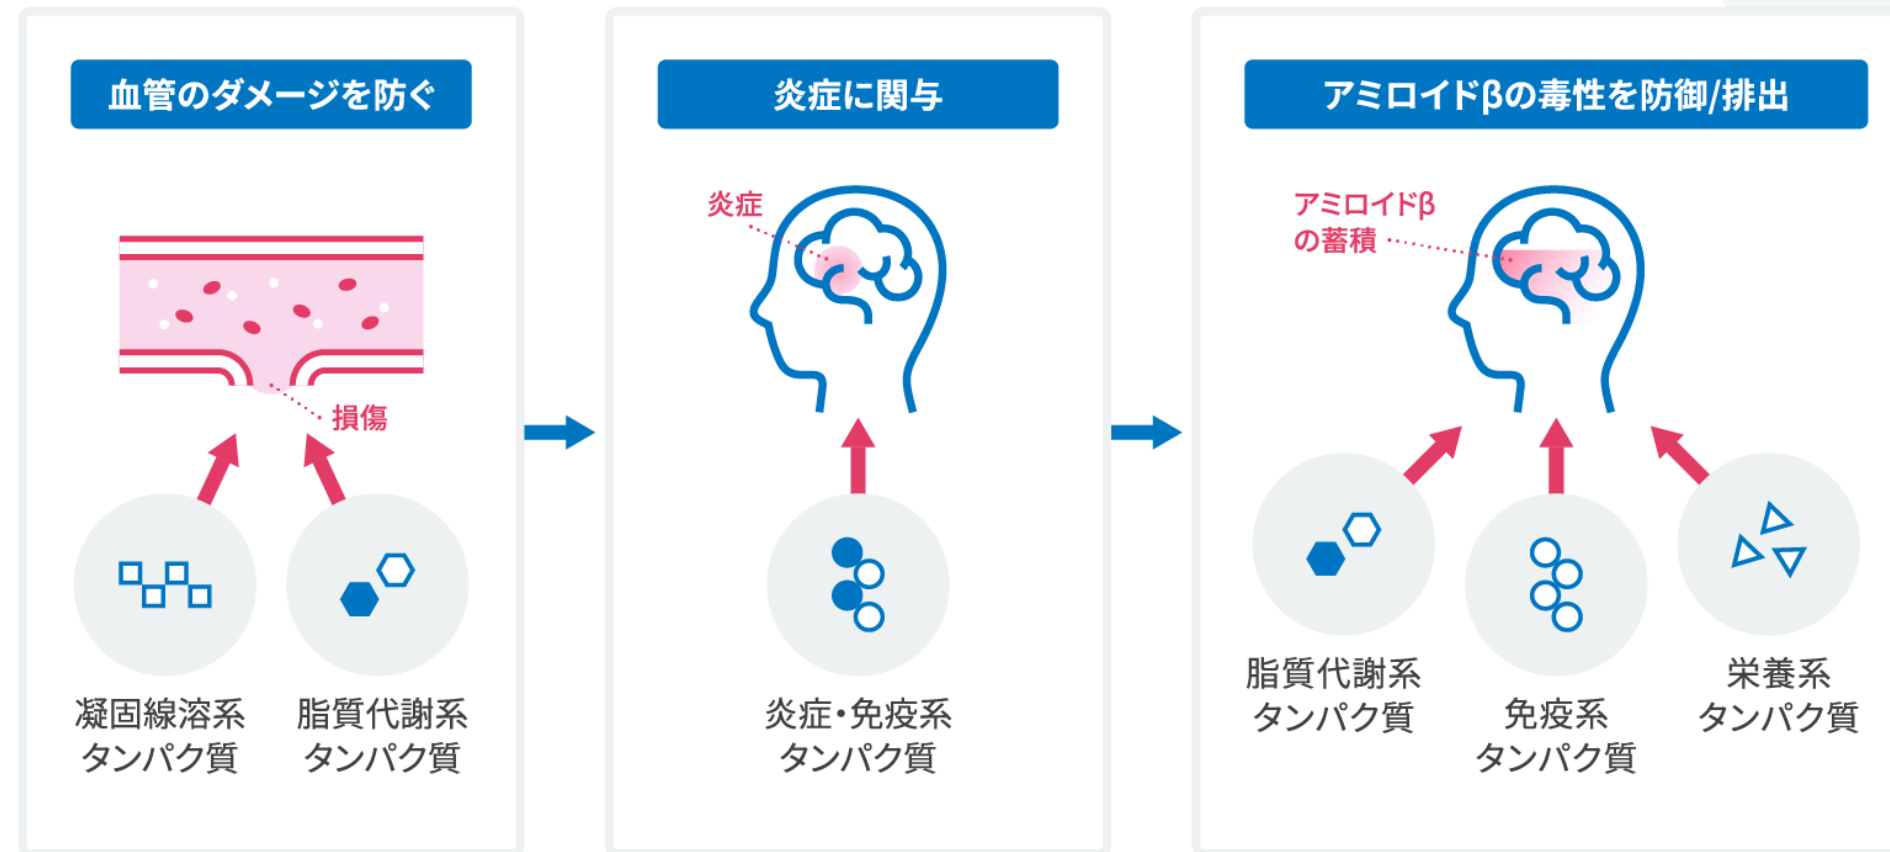 血管のダメージを防ぐ
損傷
凝固線溶系
タンパク質
脂質代謝系
タンパク質
炎症に関与
炎症
炎症・免疫系
タンパク質
アミロイドβの毒性を防御/排出
アミロイドβ
の蓄積
脂質代謝系
タンパク質
免疫系
タンパク質
栄養系
タンパク質